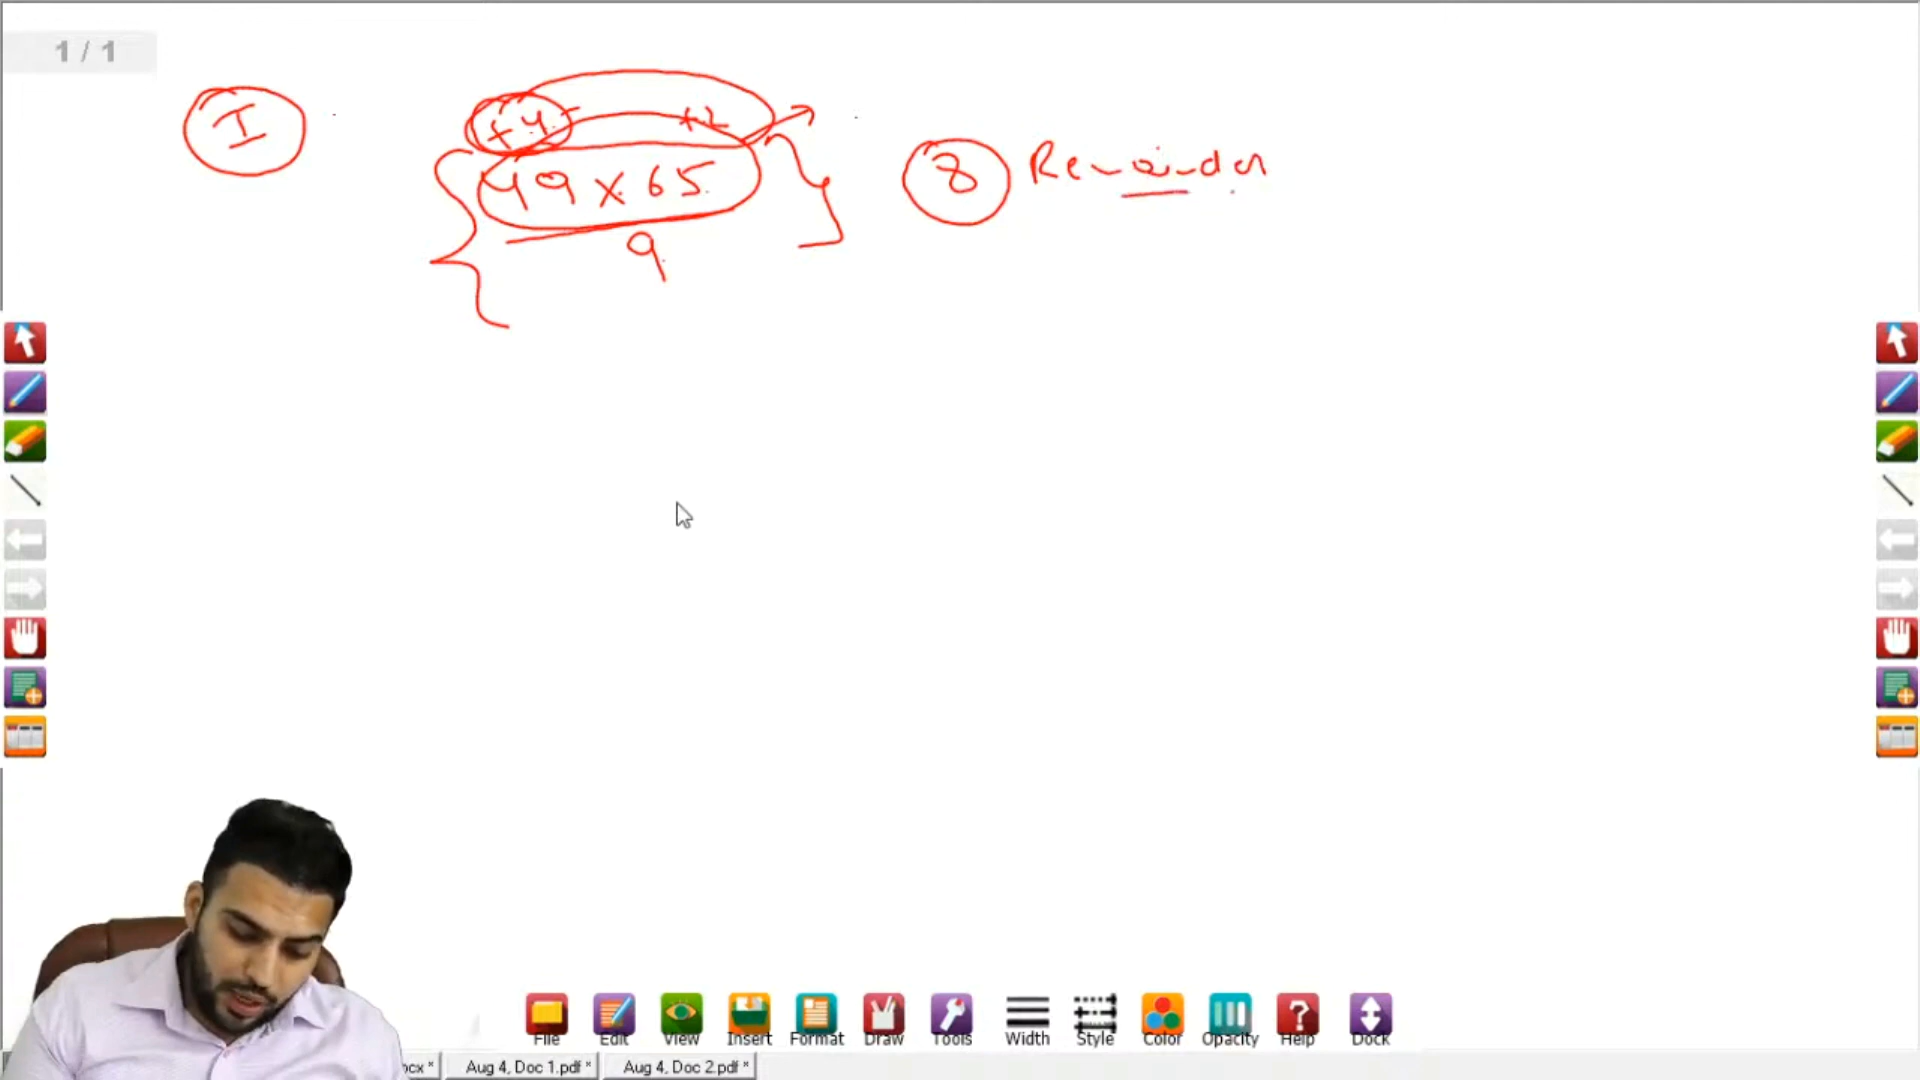 1 / 1
I
+4 +2
49 x 65
9
8 Remainder
File Edit View Insert Format Draw Tools Width Style Color Opacity Help Dock
ocx * Aug 4, Doc 1.pdf * Aug 4, Doc 2.pdf *